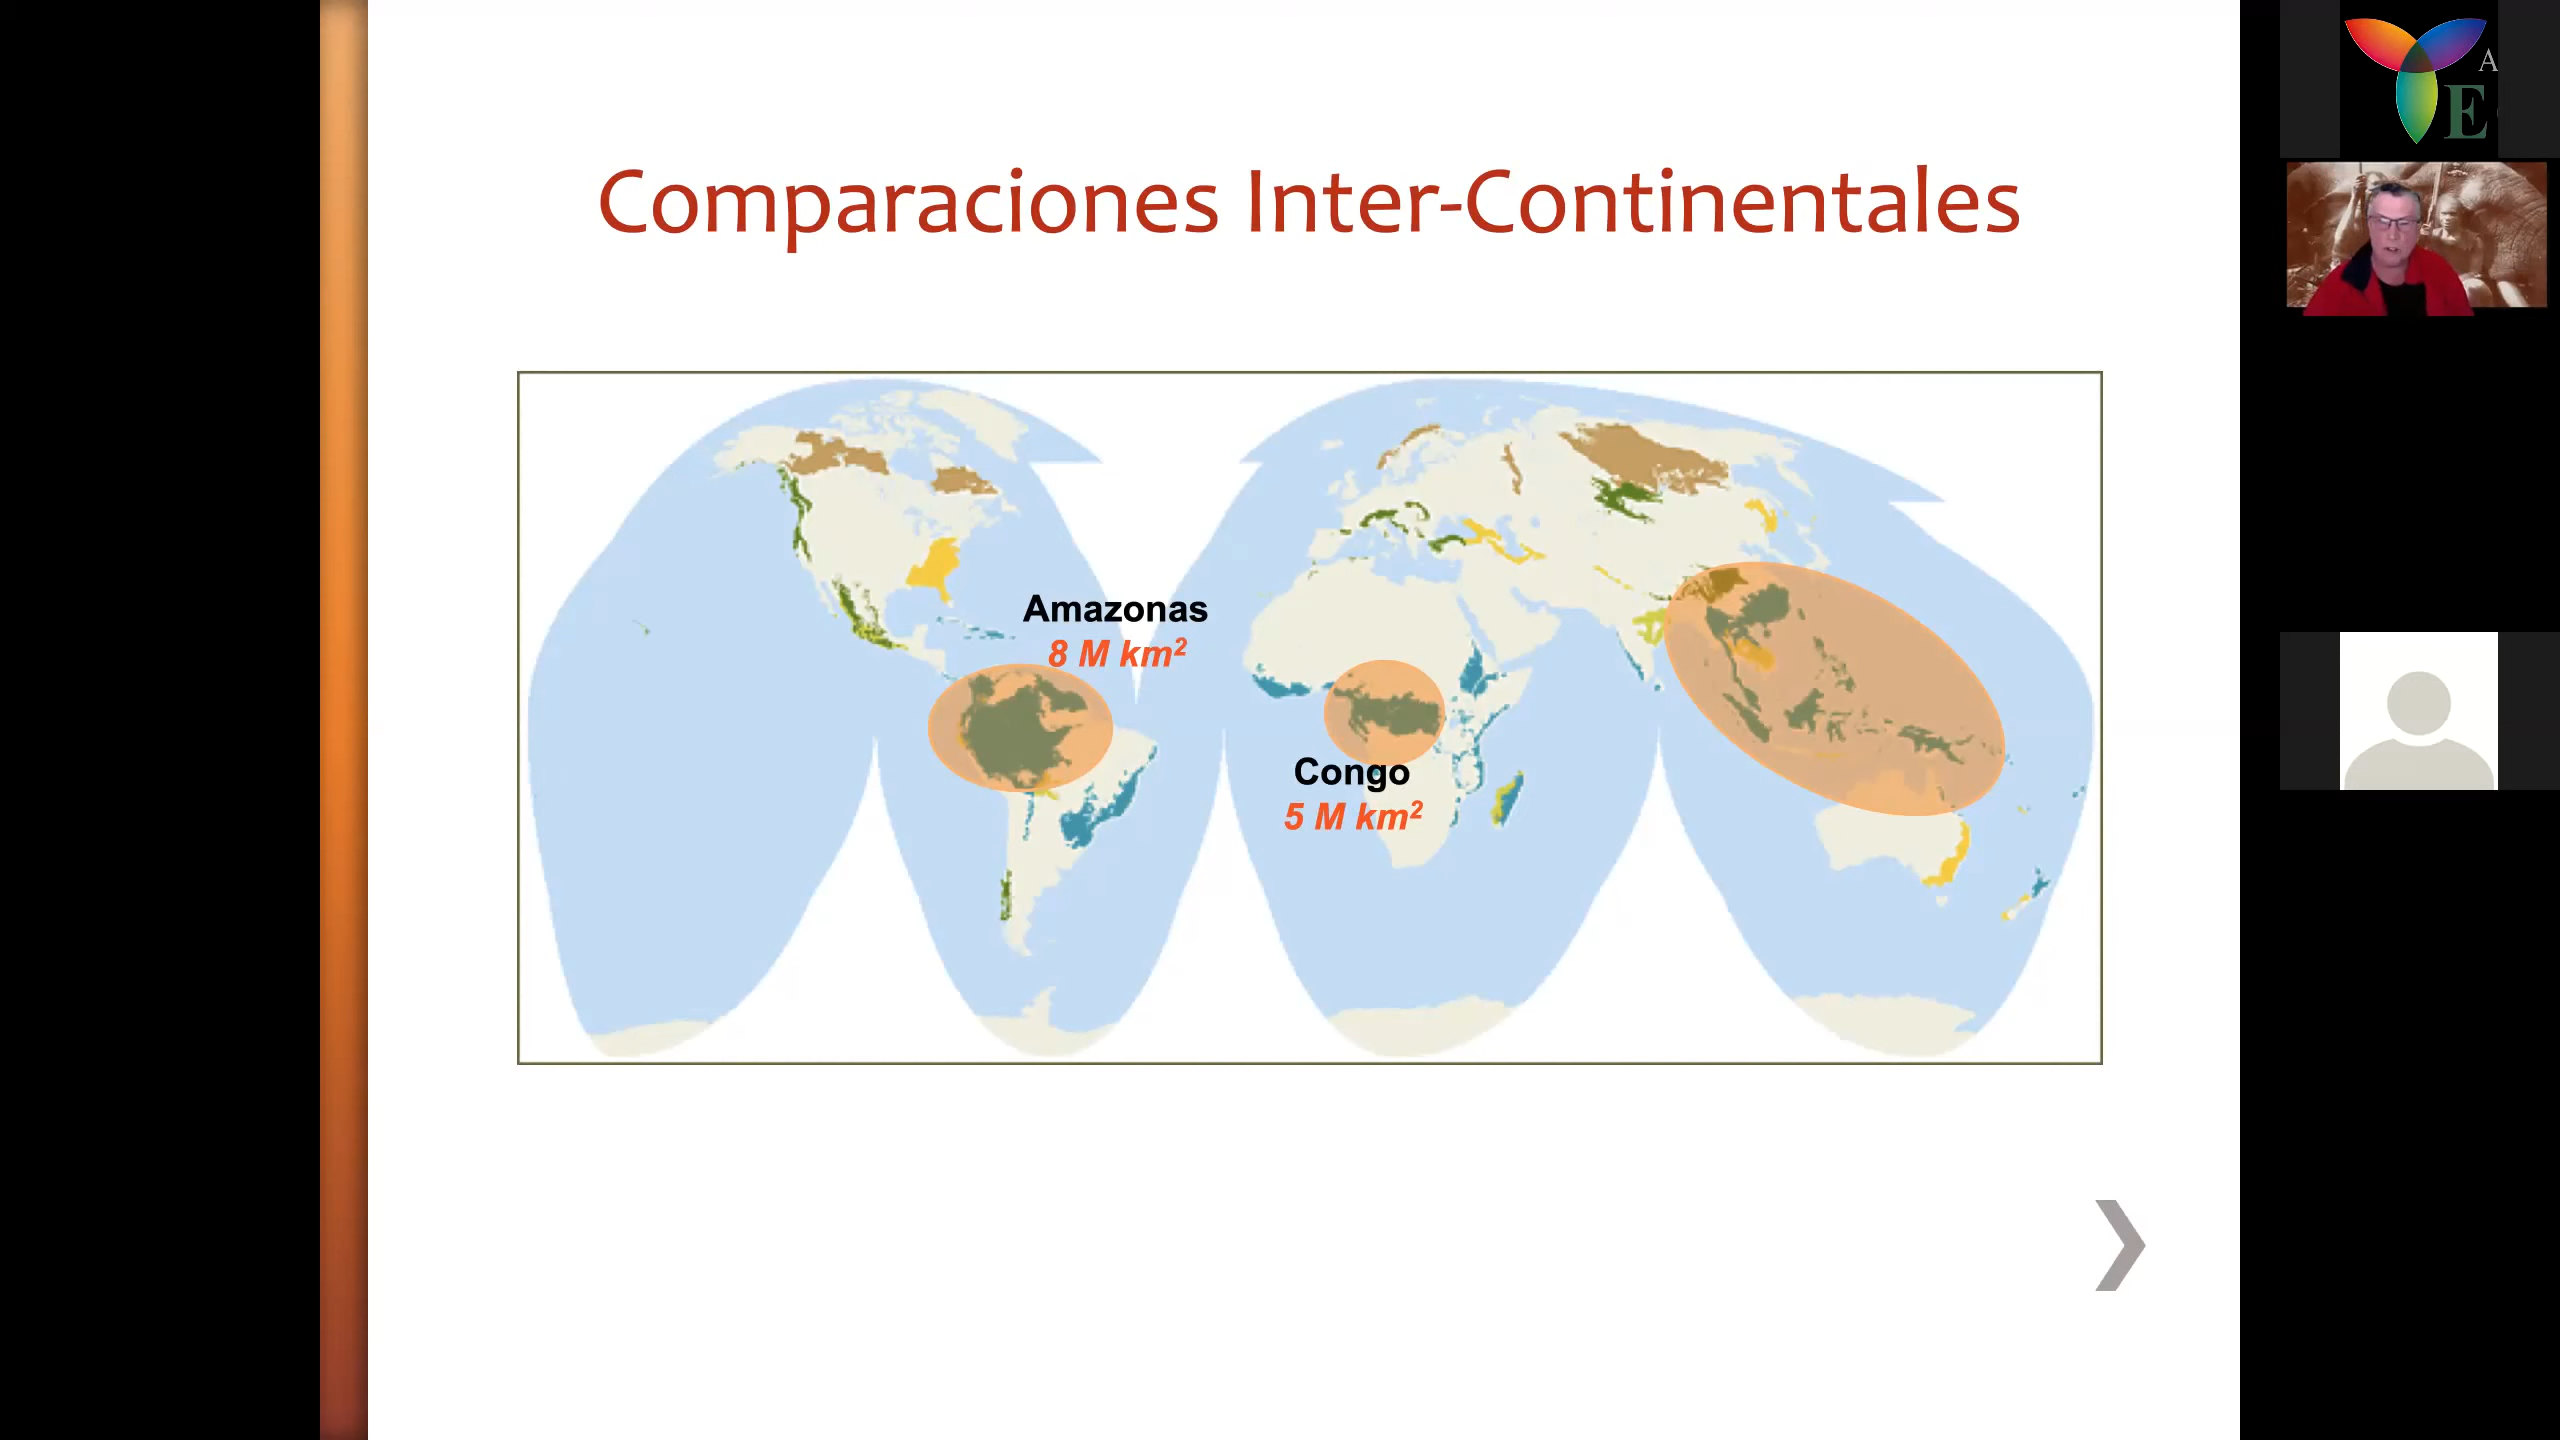 Comparaciones Inter-Continentales
Amazonas
8 M km²
Congo
5 M km²
A
E